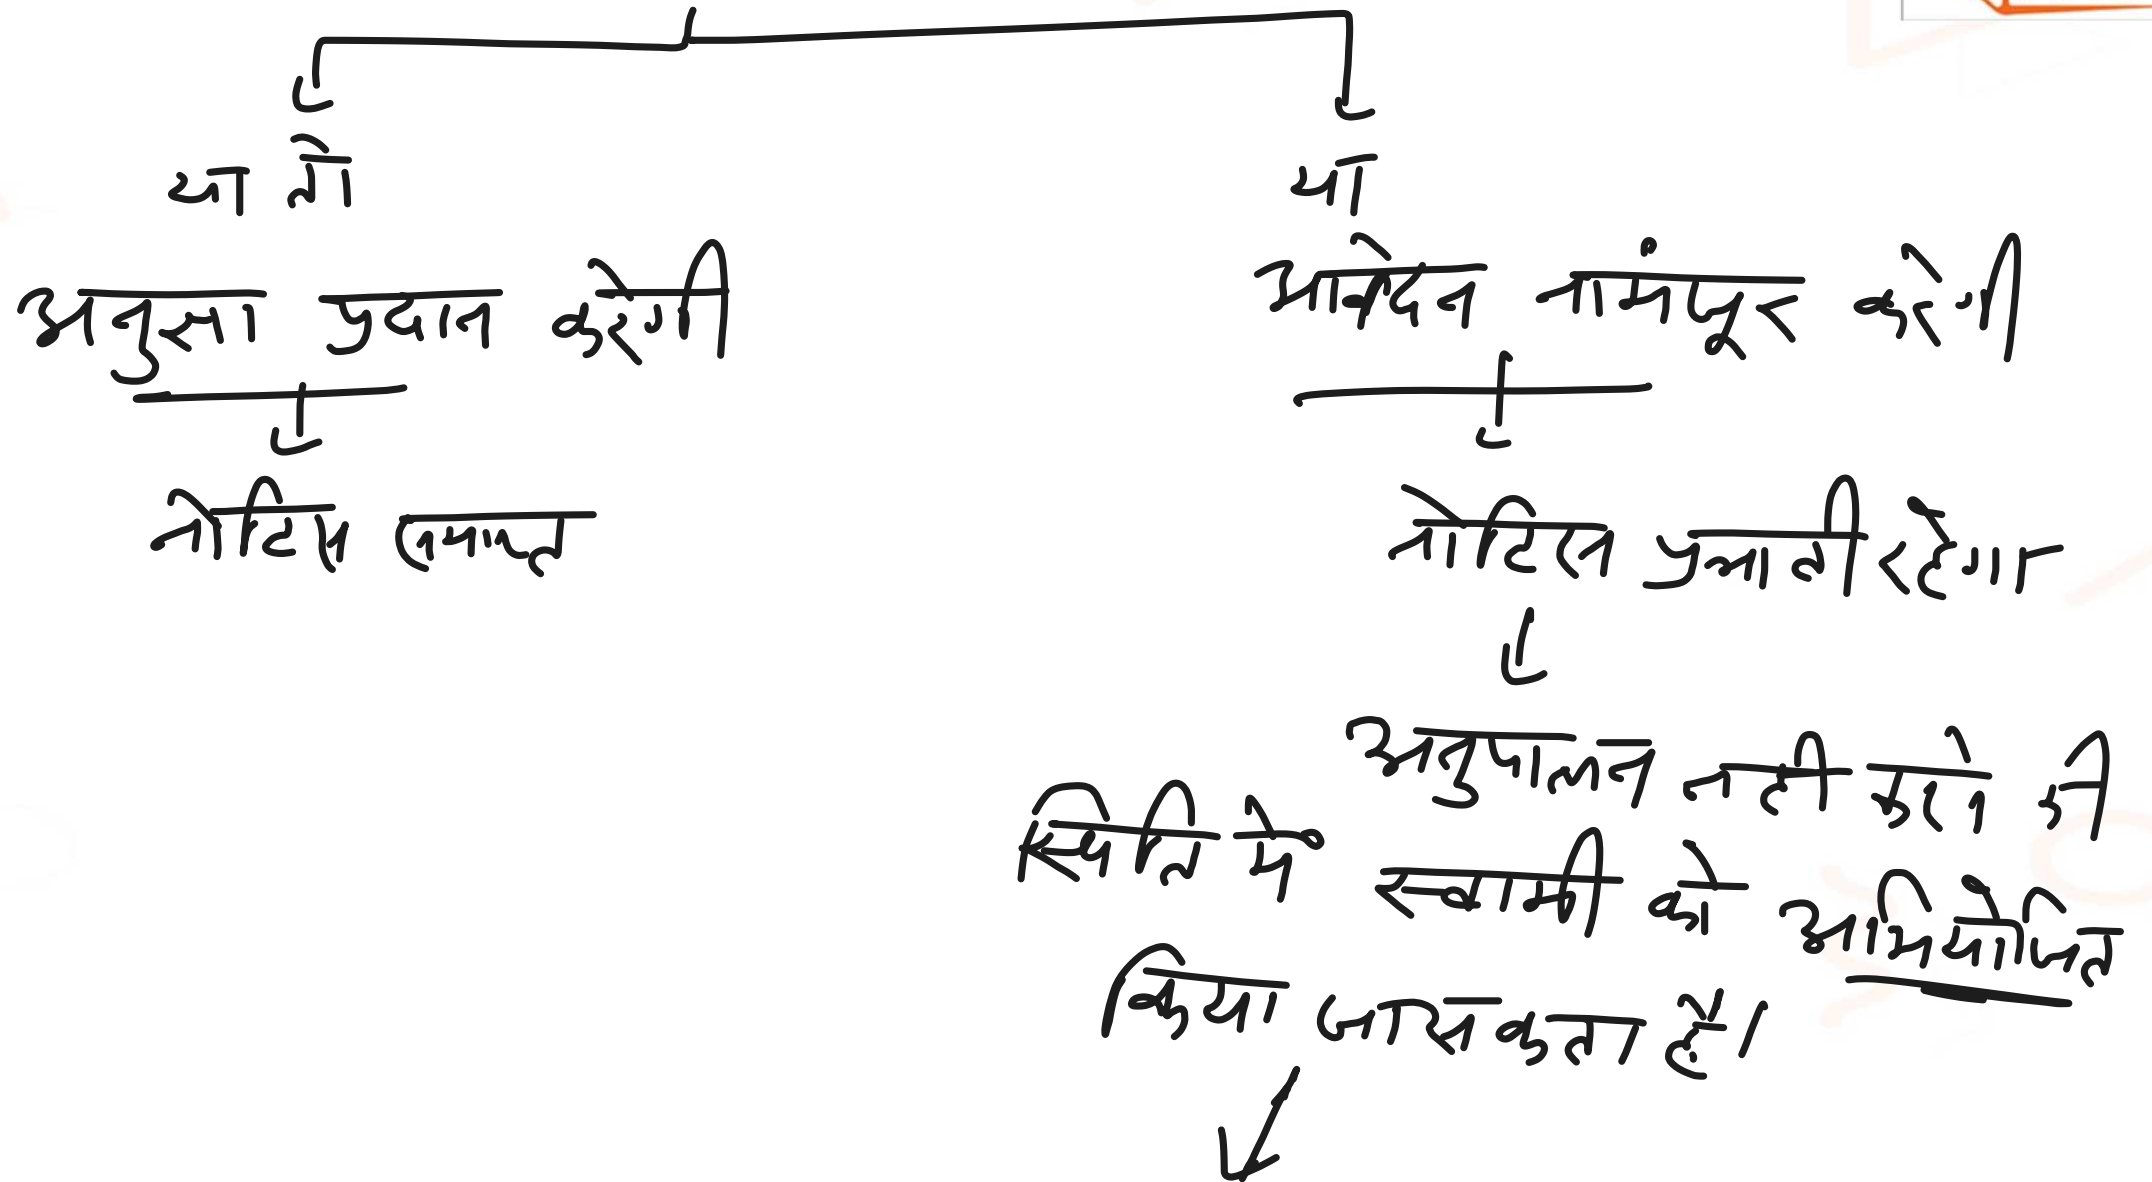 या तो
अनुज्ञा प्रदान करेगी
नोटिस समाप्त
या
आवेदन नामंजूर करेगी
नोटिस प्रभावी रहेगा
अनुपालन नही करने की
स्थिति में स्वामी को अभियोजित
किया जा सकता है।